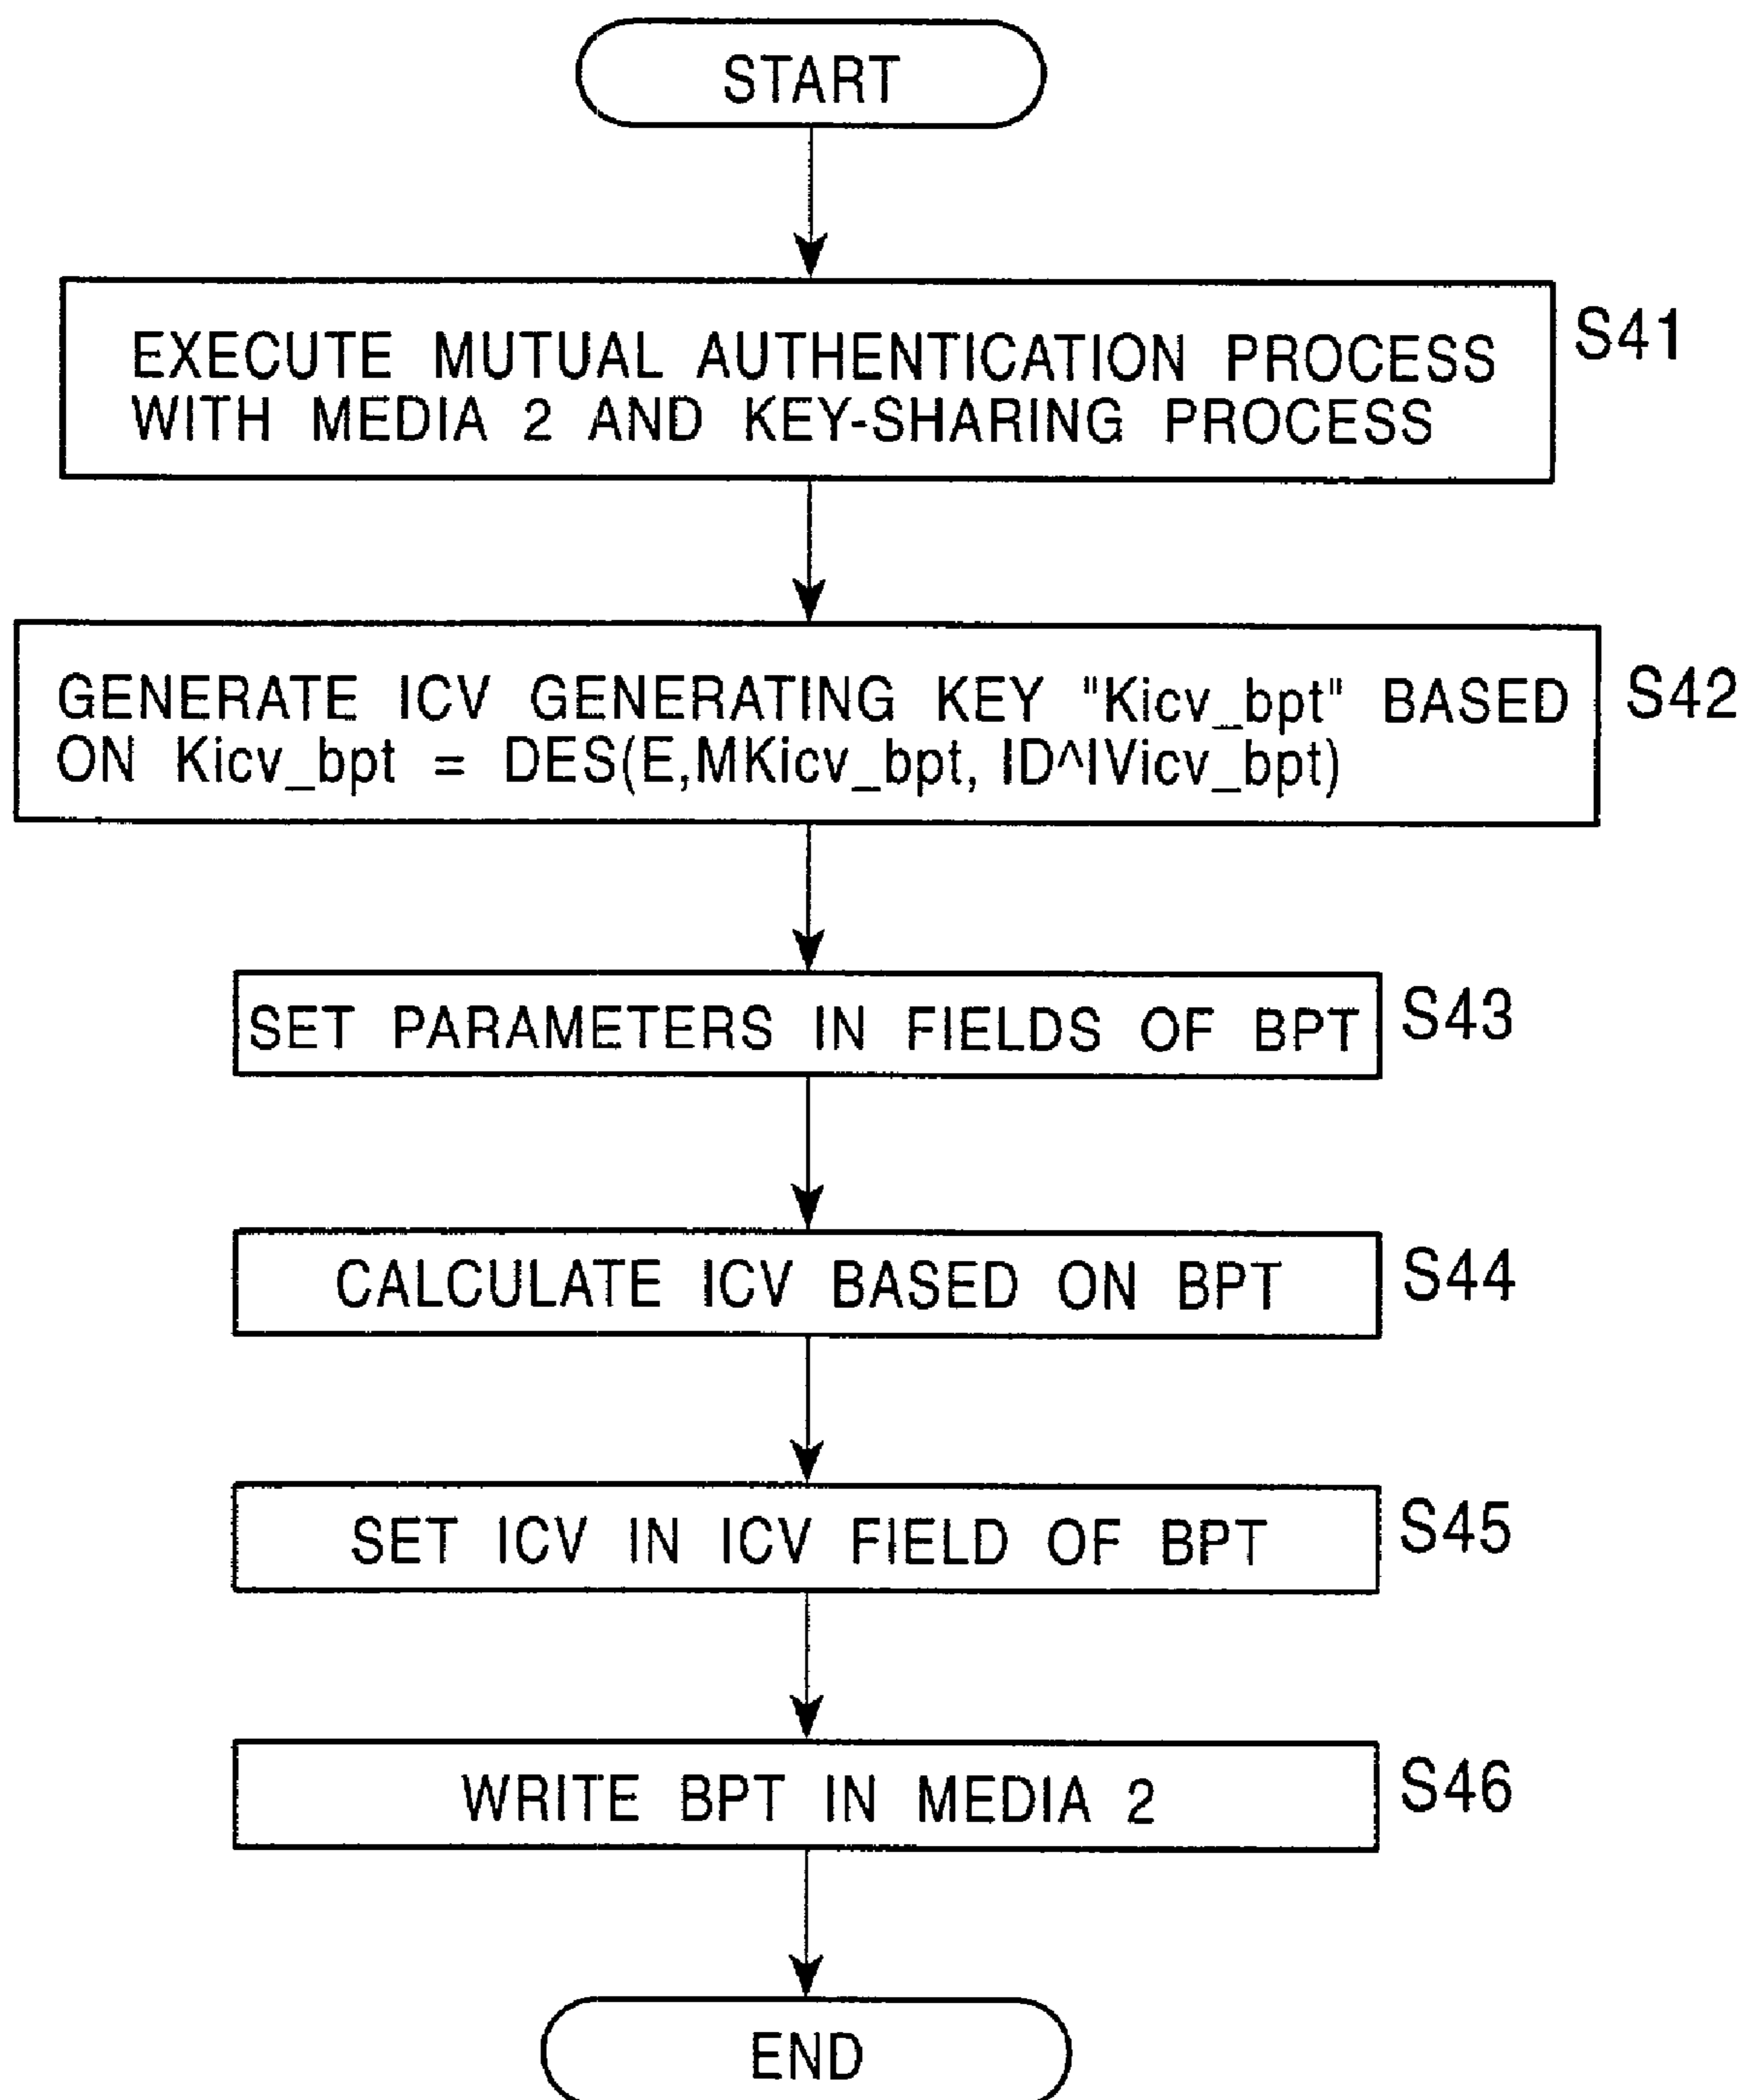 START
EXECUTE MUTUAL AUTHENTICATION PROCESS
WITH MEDIA 2 AND KEY-SHARING PROCESS
S41
GENERATE ICV GENERATING KEY "Kicv_bpt" BASED
ON Kicv_bpt = DES(E,MKicv_bpt, ID^IVicv_bpt)
S42
SET PARAMETERS IN FIELDS OF BPT
S43
CALCULATE ICV BASED ON BPT
S44
SET ICV IN ICV FIELD OF BPT
S45
WRITE BPT IN MEDIA 2
S46
END